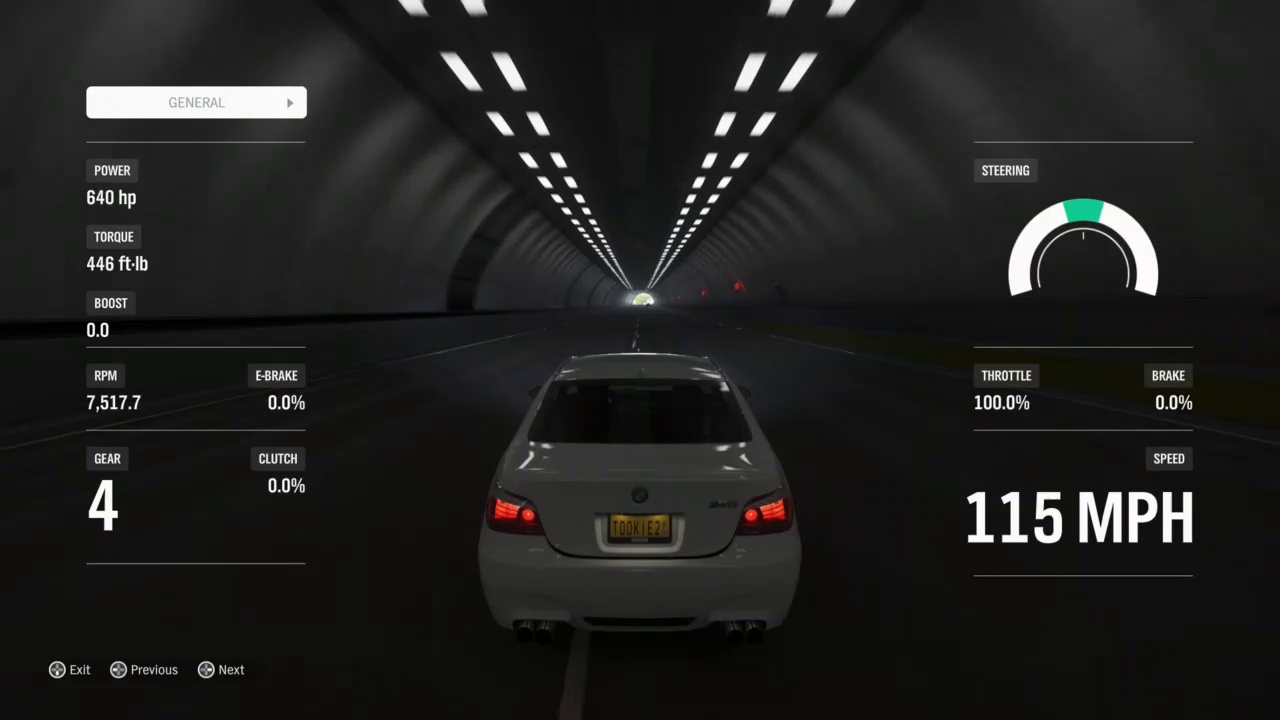 GENERAL
POWER
640 hp
TORQUE
446 ft·lb
BOOST
0.0
RPM
E-BRAKE
7,517.7
0.0%
GEAR
CLUTCH
4
0.0%
STEERING
THROTTLE
BRAKE
100.0%
0.0%
SPEED
115 MPH
TOOKIE2
Exit
Previous
Next